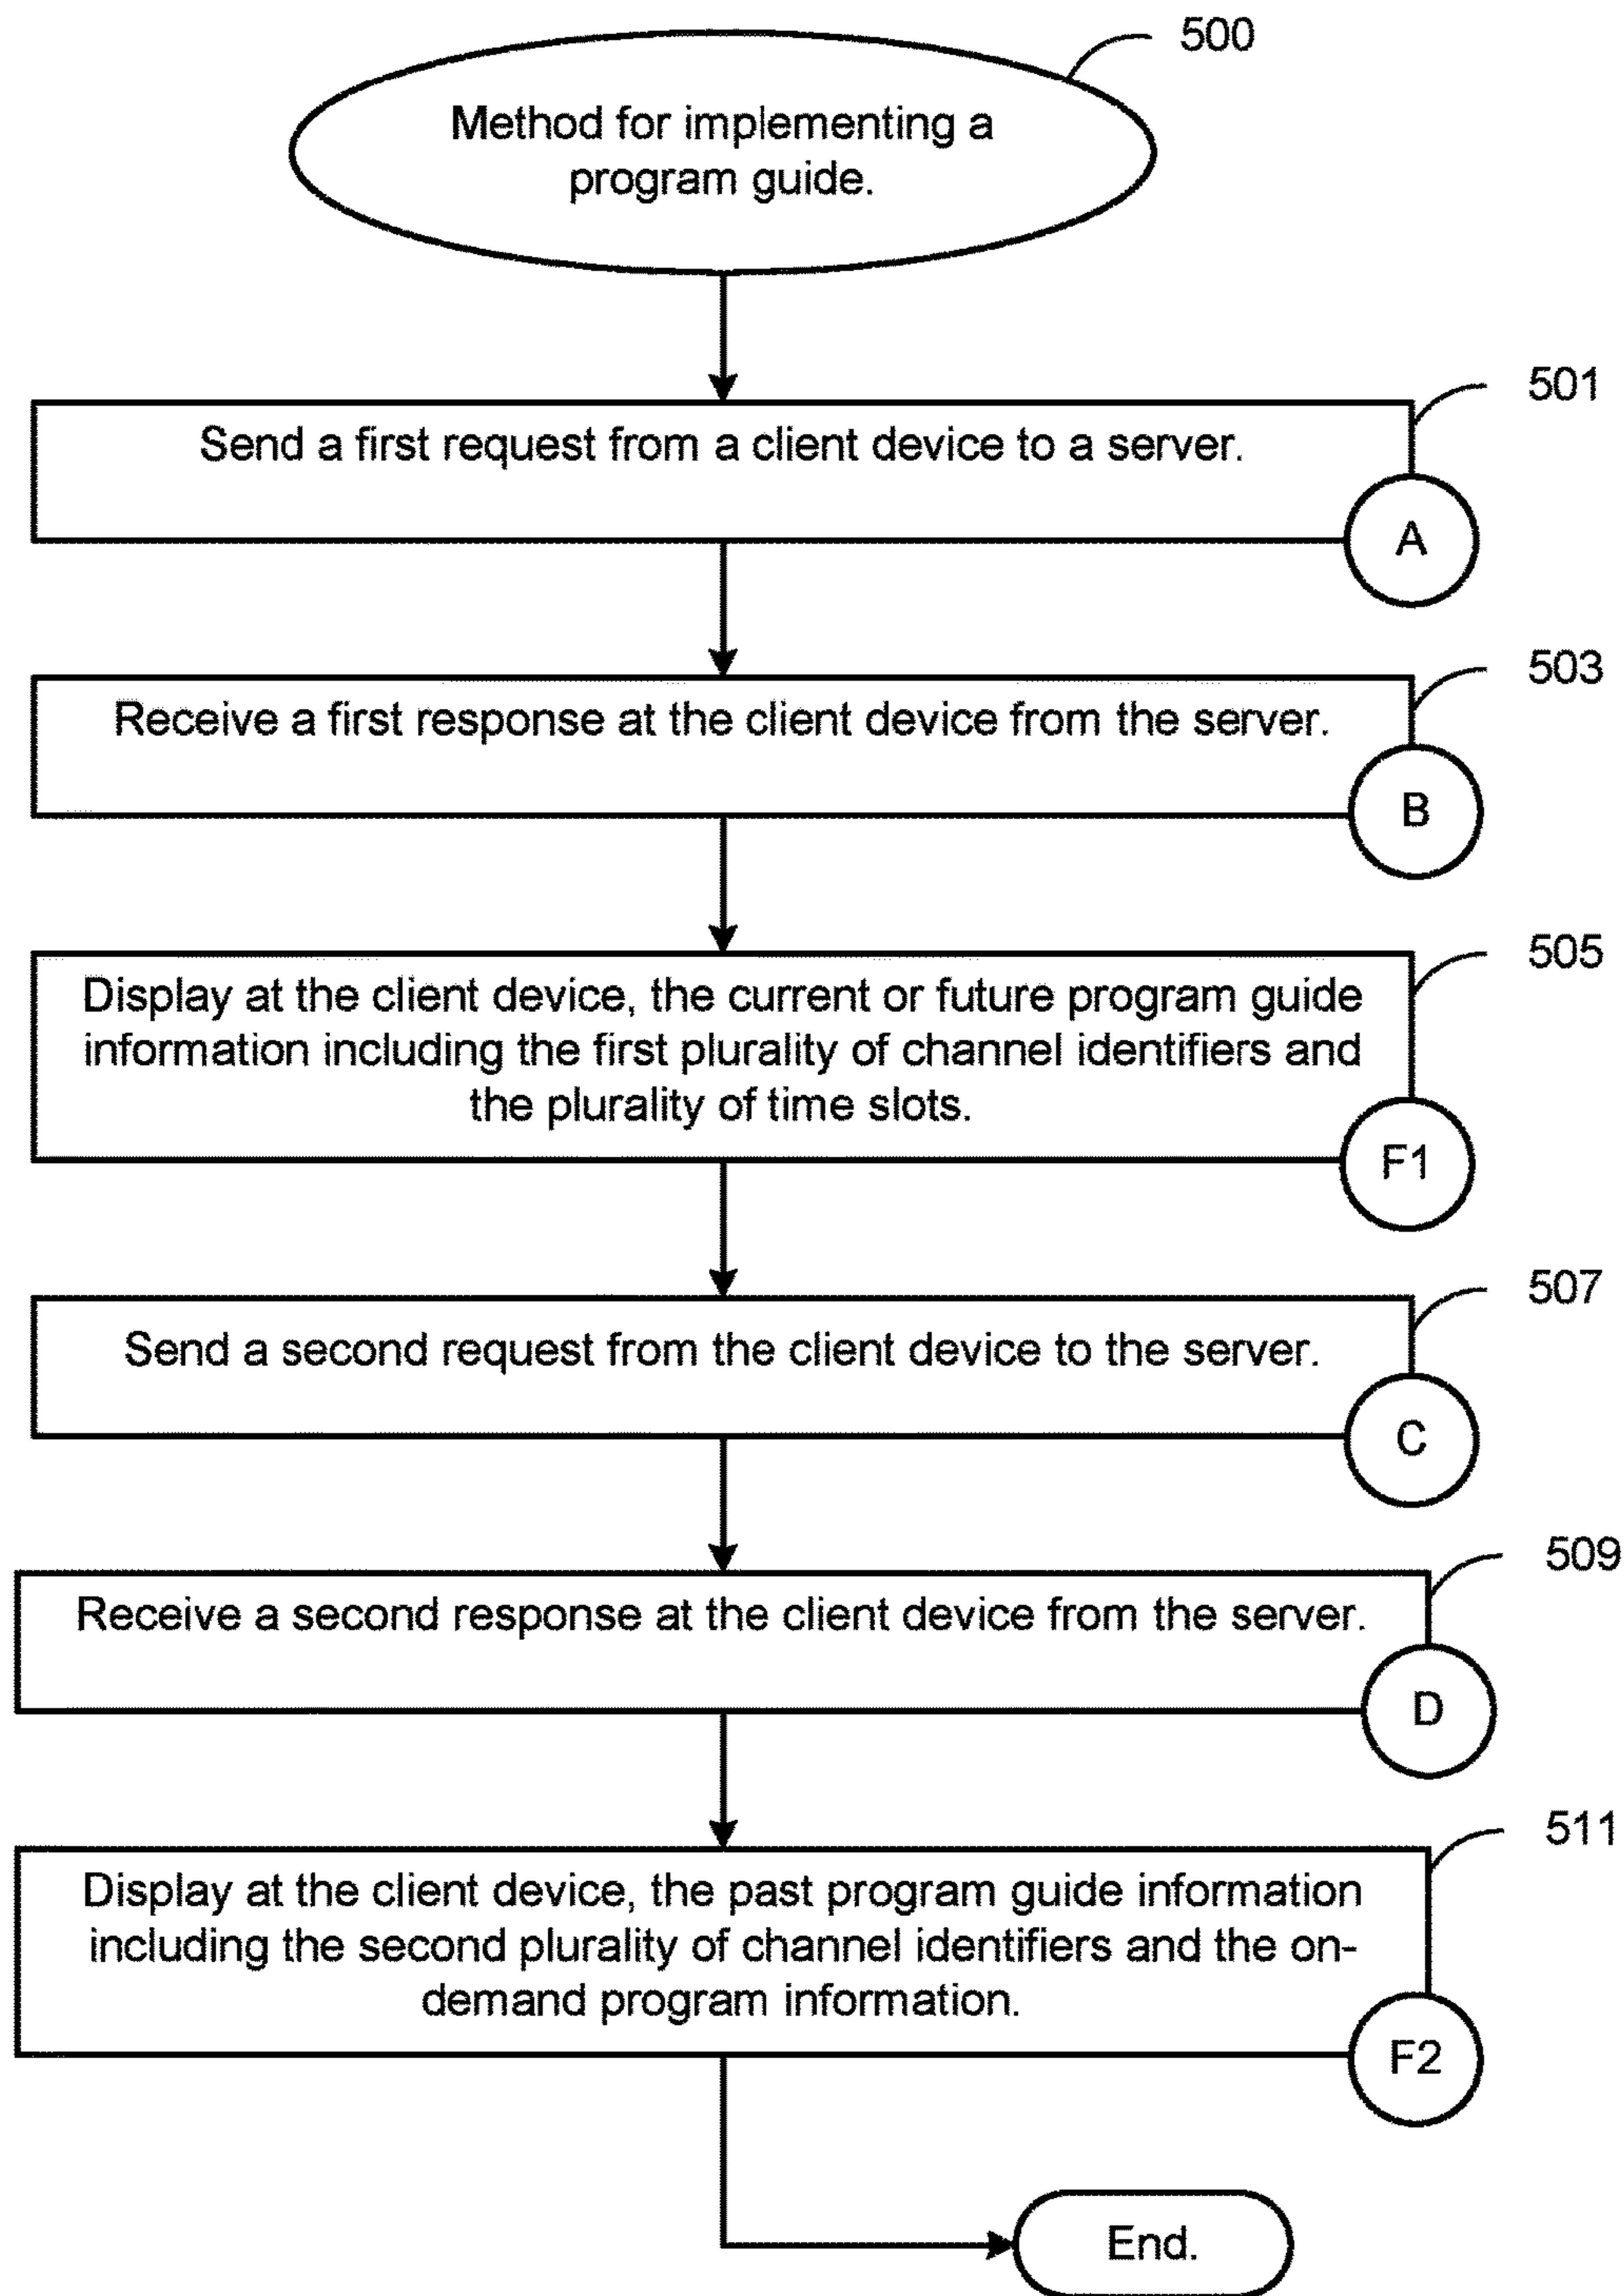 500
Method for implementing a
program guide.
501
Send a first request from a client device to a server.
A
503
Receive a first response at the client device from the server.
B
505
Display at the client device, the current or future program guide
information including the first plurality of channel identifiers and
the plurality of time slots.
F1
507
Send a second request from the client device to the server.
C
509
Receive a second response at the client device from the server.
D
511
Display at the client device, the past program guide information
including the second plurality of channel identifiers and the on-
demand program information.
F2
End.